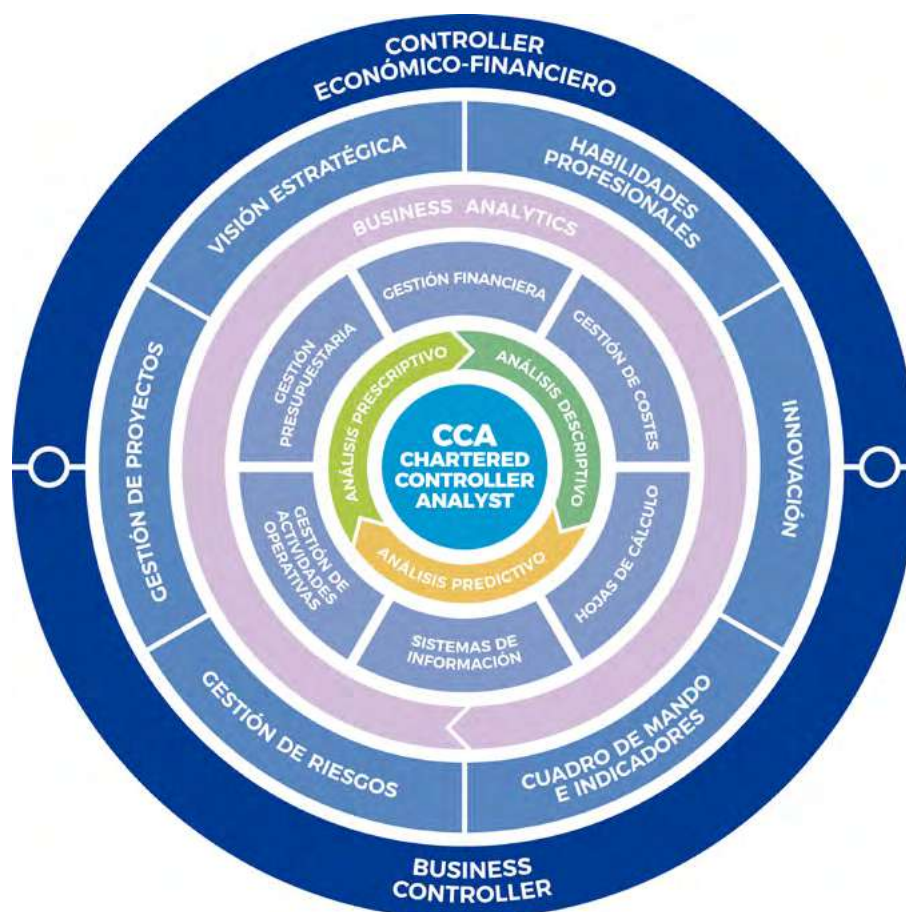 CONTROLLER
ECONÓMICO-FINANCIERO
VISIÓN ESTRATÉGICA
HABILIDADES
PROFESIONALES
BUSINESS ANALYTICS
GESTIÓN FINANCIERA
GESTIÓN
PRESUPUESTARIA
GESTIÓN DE COSTES
ANÁLISIS PRESCRIPTIVO
ANÁLISIS DESCRIPTIVO
GESTIÓN DE PROYECTOS
INNOVACIÓN
CCA
CHARTERED
CONTROLLER
ANALYST
GESTIÓN DE
ACTIVIDADES
OPERATIVAS
ANÁLISIS PREDICTIVO
HOJAS DE CÁLCULO
SISTEMAS DE
INFORMACIÓN
GESTIÓN DE RIESGOS
CUADRO DE MANDO
E INDICADORES
BUSINESS
CONTROLLER